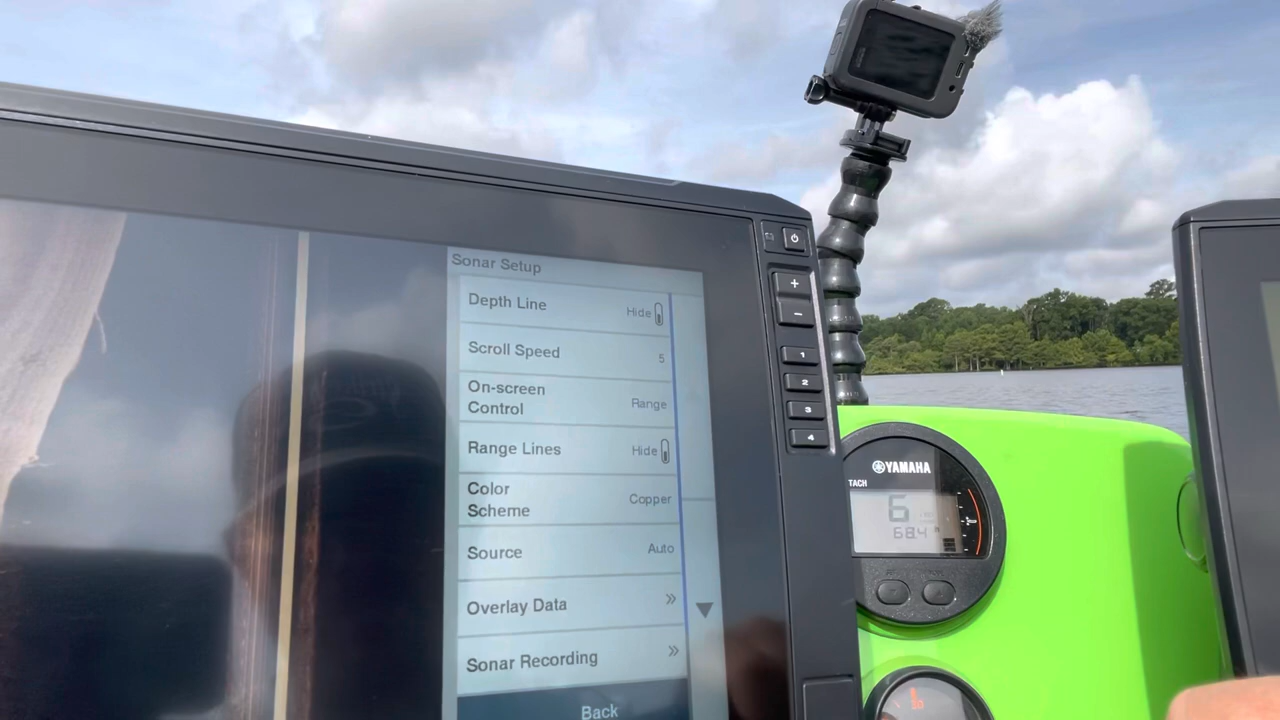 Sonar Setup
Depth Line Hide
Scroll Speed 5
On-screen
Control Range
Range Lines Hide
Color
Scheme Copper
Source Auto
Overlay Data »
Sonar Recording »
Back
+
−
1
2
3
4
YAMAHA
TACH
6